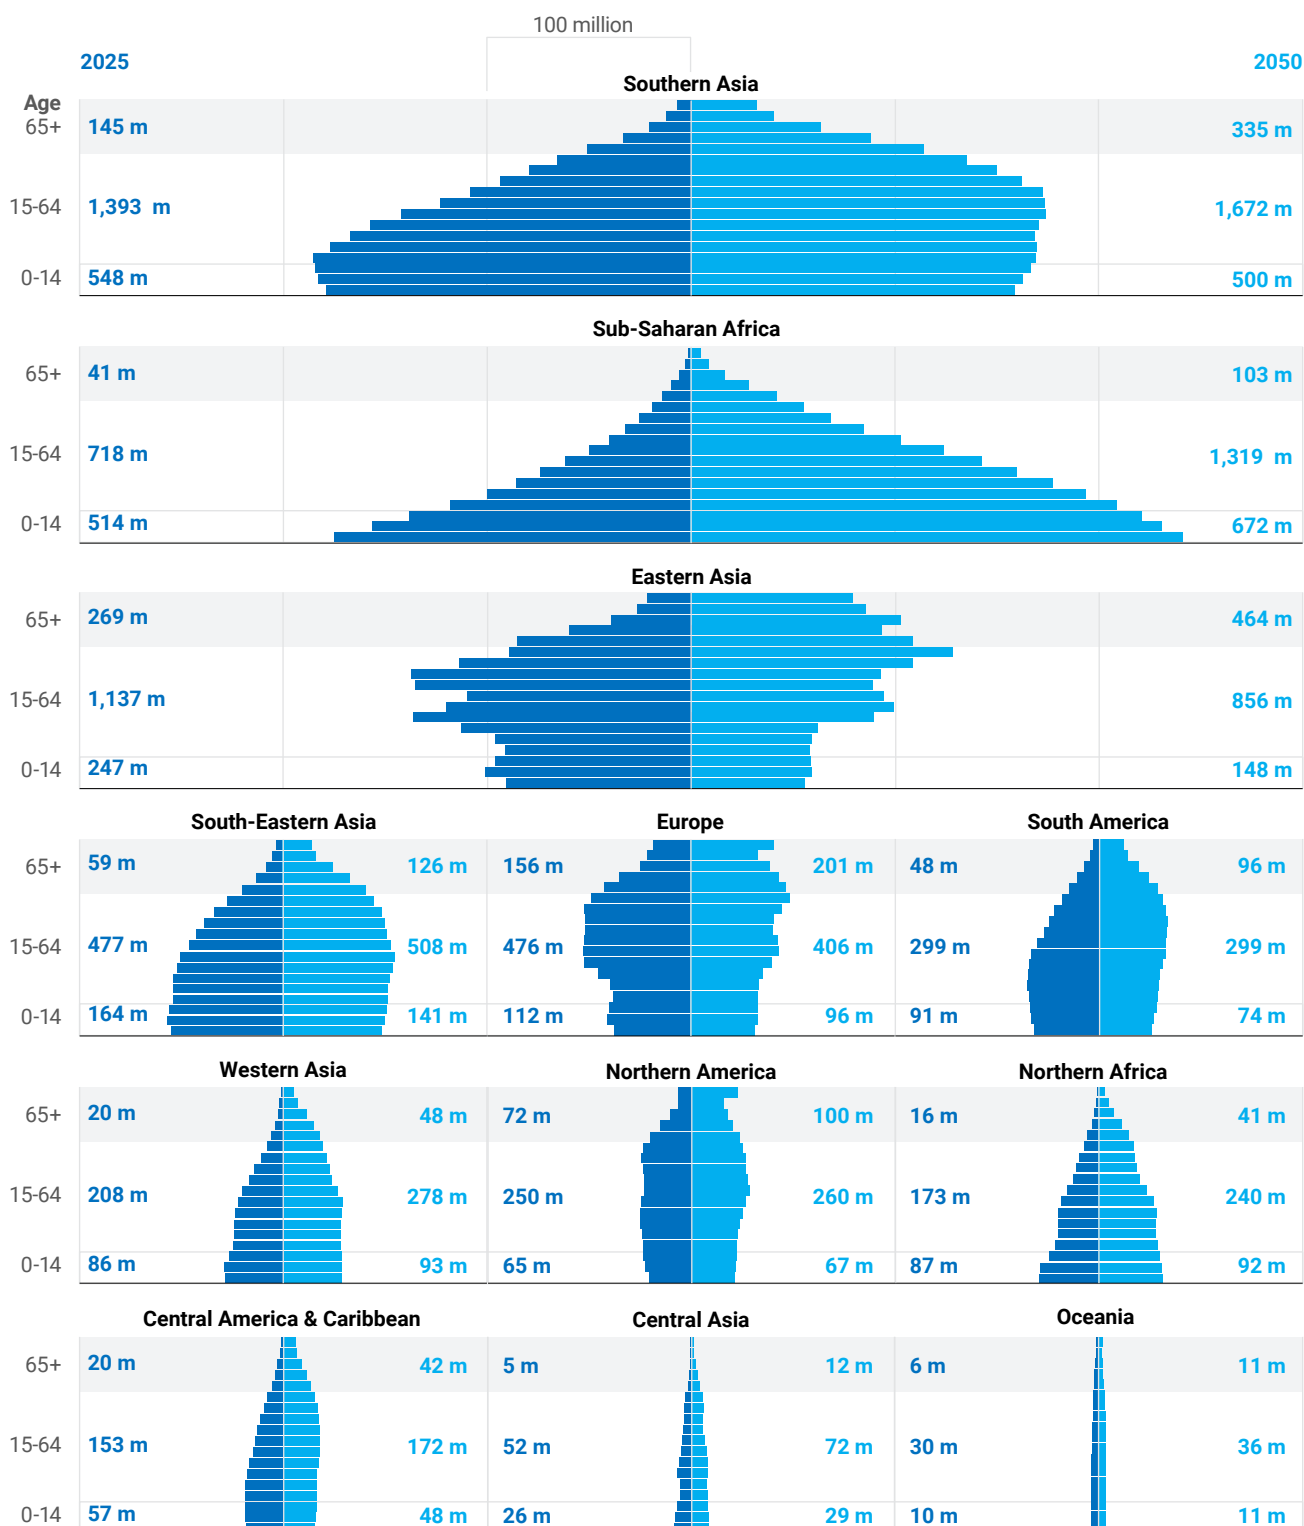 100 million
2025
2050
Southern Asia
Age
65+ 145 m 335 m
15-64 1,393 m 1,672 m
0-14 548 m 500 m
Sub-Saharan Africa
65+ 41 m 103 m
15-64 718 m 1,319 m
0-14 514 m 672 m
Eastern Asia
65+ 269 m 464 m
15-64 1,137 m 856 m
0-14 247 m 148 m
South-Eastern Asia Europe South America
65+ 59 m 126 m 156 m 201 m 48 m 96 m
15-64 477 m 508 m 476 m 406 m 299 m 299 m
0-14 164 m 141 m 112 m 96 m 91 m 74 m
Western Asia Northern America Northern Africa
65+ 20 m 48 m 72 m 100 m 16 m 41 m
15-64 208 m 278 m 250 m 260 m 173 m 240 m
0-14 86 m 93 m 65 m 67 m 87 m 92 m
Central America & Caribbean Central Asia Oceania
65+ 20 m 42 m 5 m 12 m 6 m 11 m
15-64 153 m 172 m 52 m 72 m 30 m 36 m
0-14 57 m 48 m 26 m 29 m 10 m 11 m